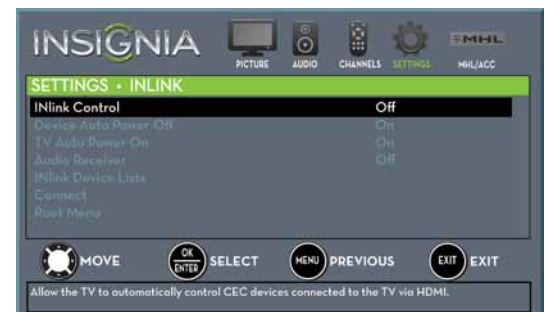 INSIGNIA
PICTURE AUDIO CHANNELS SETTINGS MHL MHL/ACC
SETTINGS • INLINK
INlink Control Off
Device Auto Power Off On
TV Auto Power On On
Audio Receiver Off
INlink Device Lists
Connect
Root Menu
MOVE OK ENTER SELECT MENU PREVIOUS EXIT EXIT
Allow the TV to automatically control CEC devices connected to the TV via HDMI.